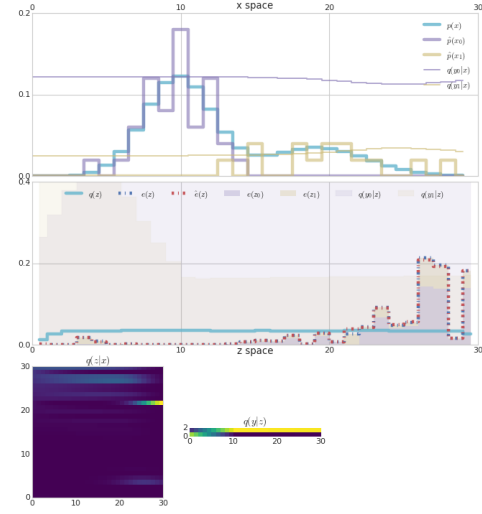 0 10 x space 20 30
0.2
p(x)
p̃(x₀)
p̃(x₁)
q(y₀|x)
q(y₁|x)
0.1
0.0
0.4
q(z) e(z) ẽ(z) e(x₀) e(x₁) q(y₀|z) q(y₁|z)
0.2
0.0
0 10 z space 20 30
q(z|x)
30
20
10
0
0 10 20 30
q(y|z)
2
0
0 10 20 30